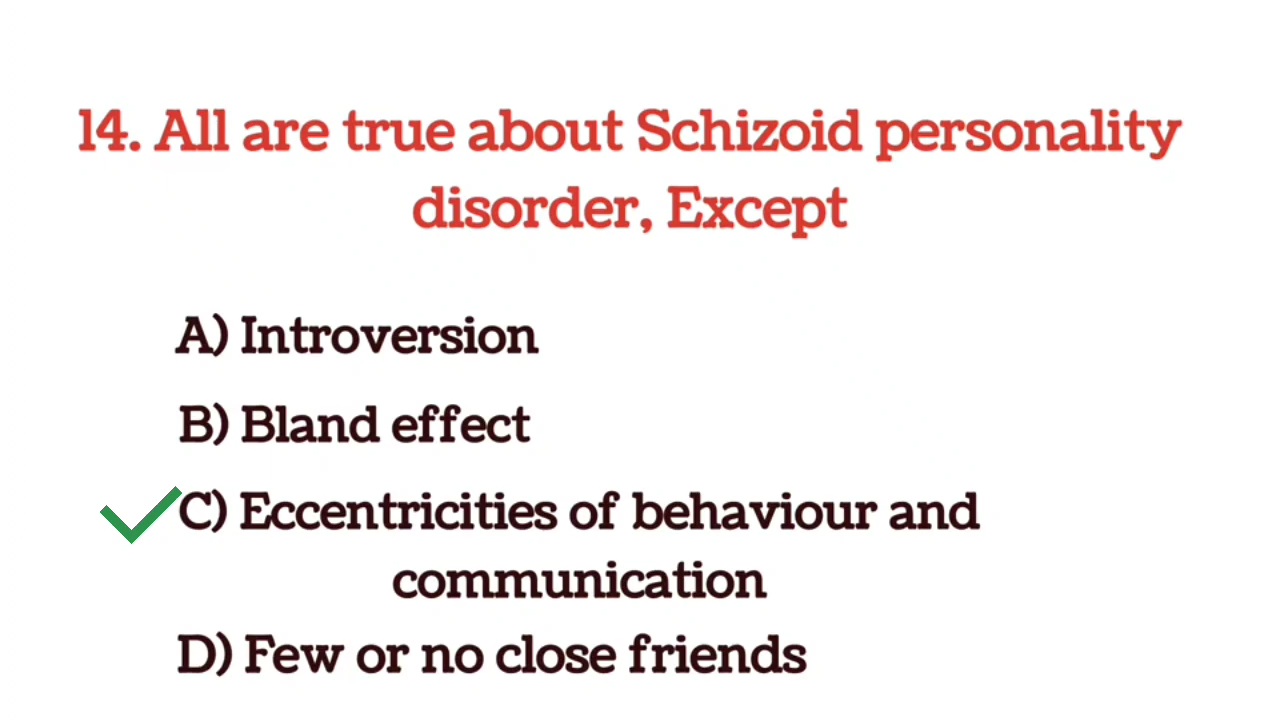 14. All are true about Schizoid personality
disorder, Except
A) Introversion
B) Bland effect
C) Eccentricities of behaviour and
communication
D) Few or no close friends